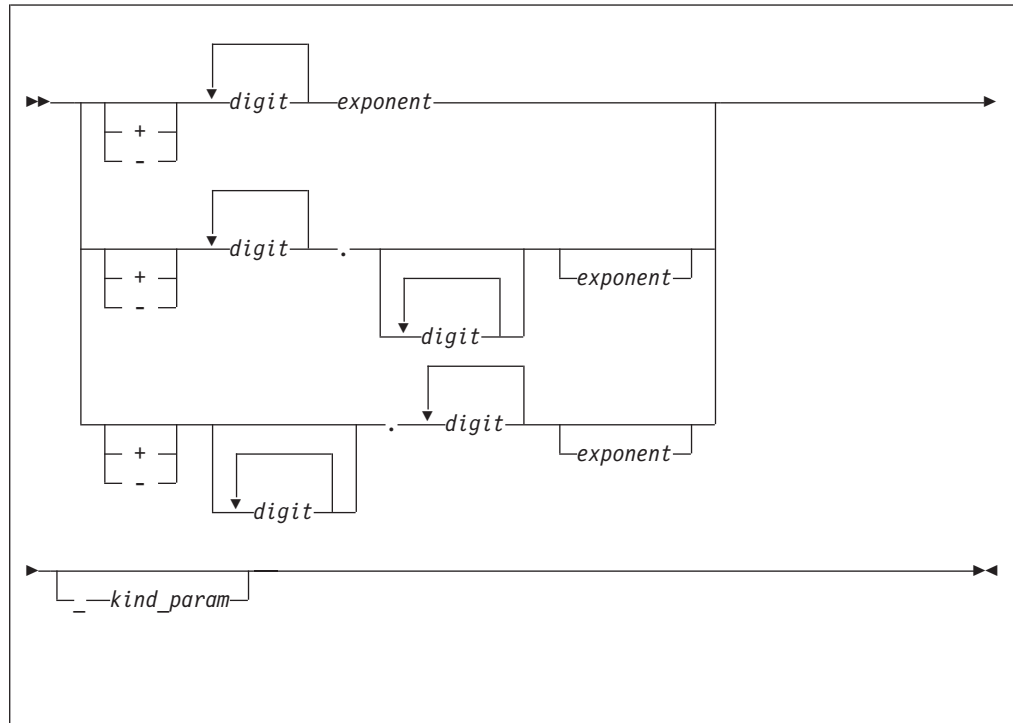 digit exponent
+
-
digit .
+
-
exponent
digit
. digit
+
-
exponent
digit
_ kind_param